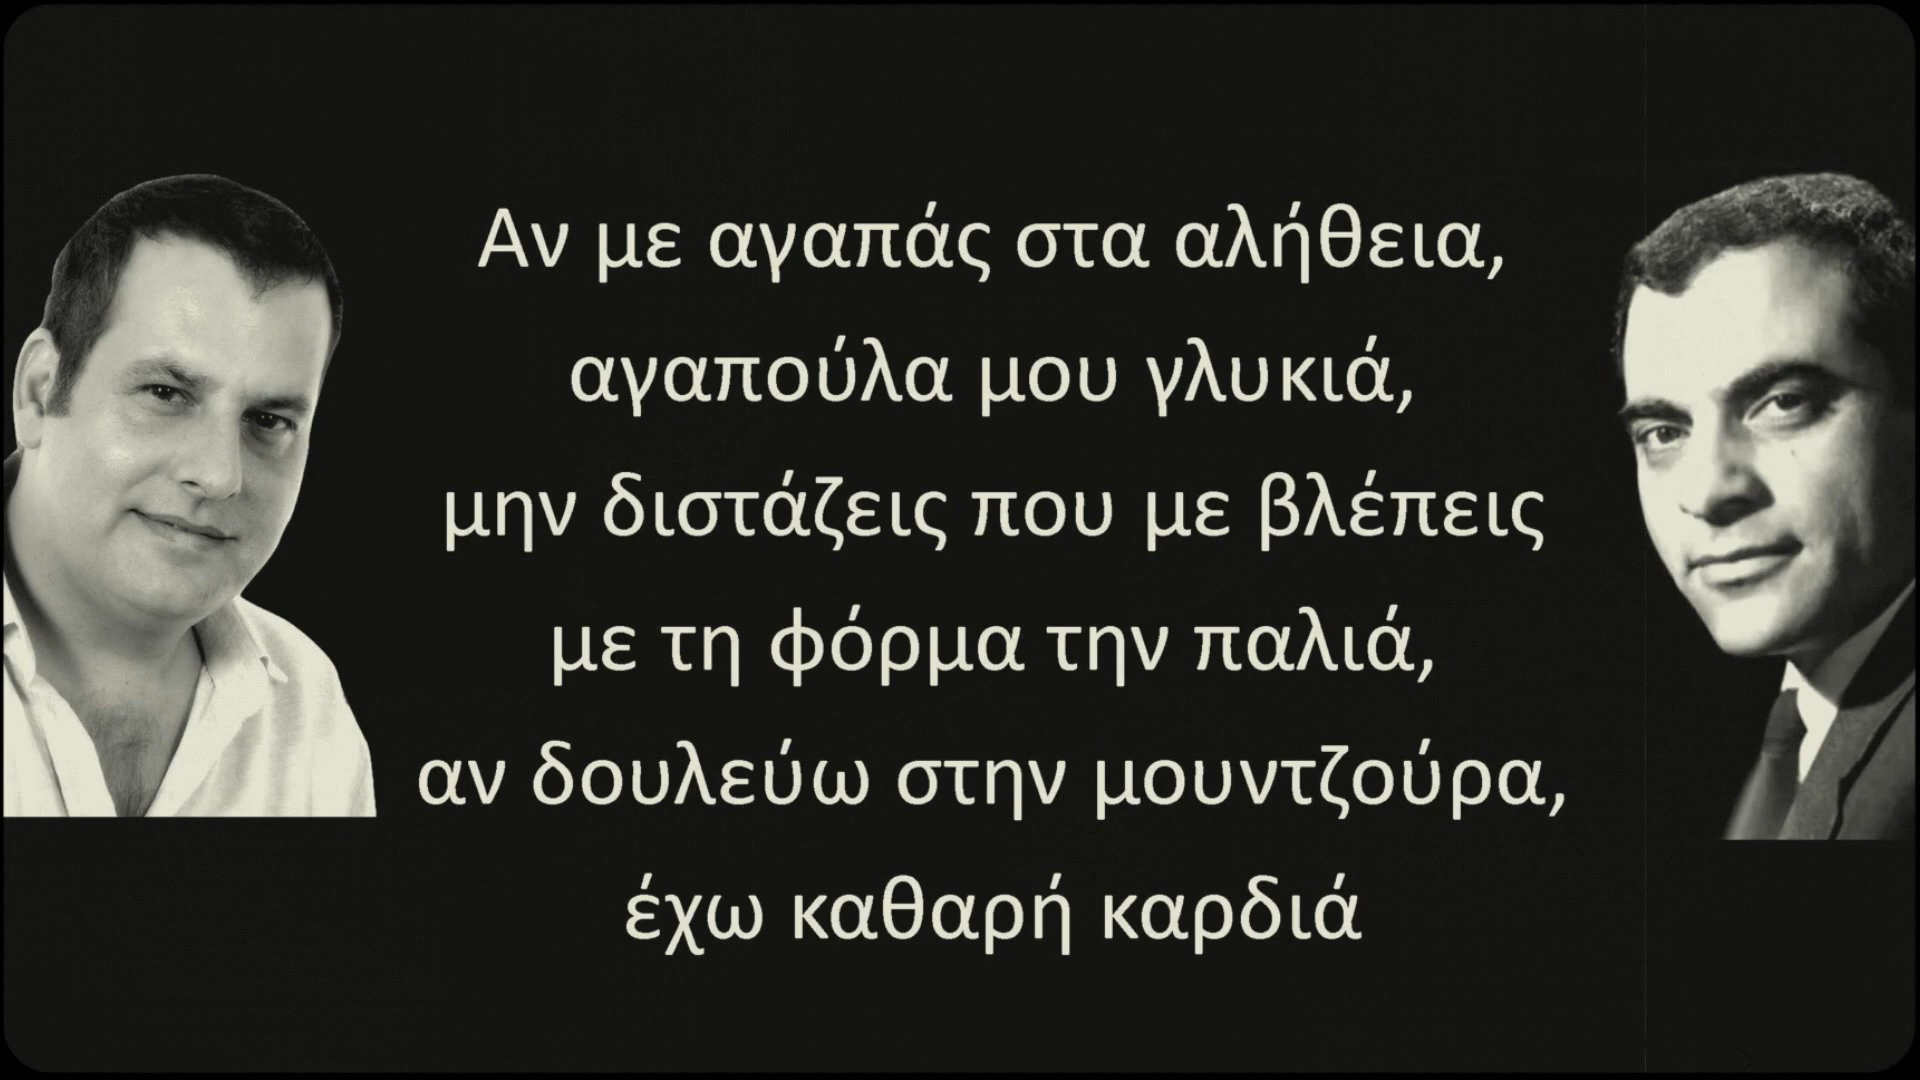 Αν με αγαπάς στα αλήθεια,
αγαπούλα μου γλυκιά,
μην διστάζεις που με βλέπεις
με τη φόρμα την παλιά,
αν δουλεύω στην μουντζούρα,
έχω καθαρή καρδιά